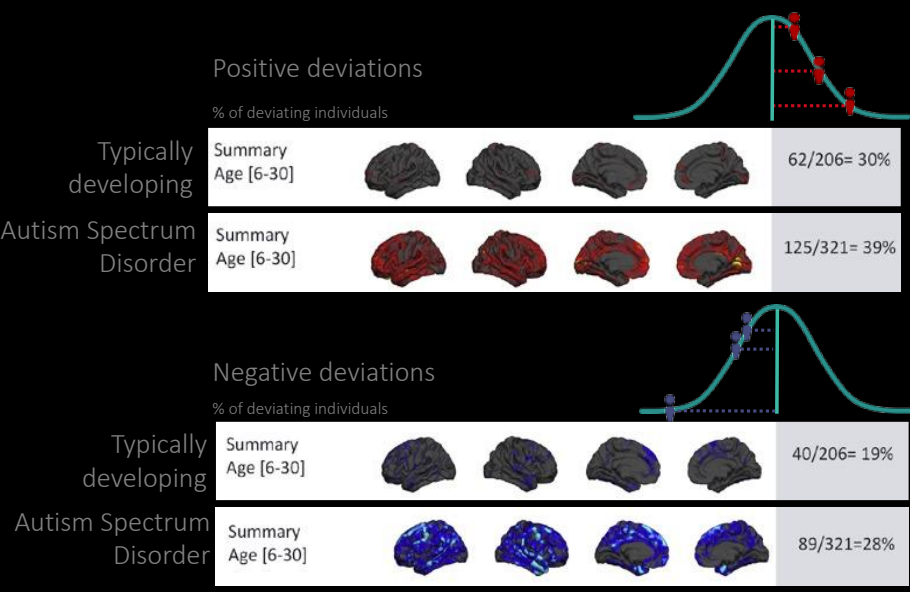 Positive deviations
% of deviating individuals
Typically
developing
Summary
Age [6-30]
62/206= 30%
Autism Spectrum
Disorder
Summary
Age [6-30]
125/321= 39%
Negative deviations
% of deviating individuals
Typically
developing
Summary
Age [6-30]
40/206= 19%
Autism Spectrum
Disorder
Summary
Age [6-30]
89/321=28%